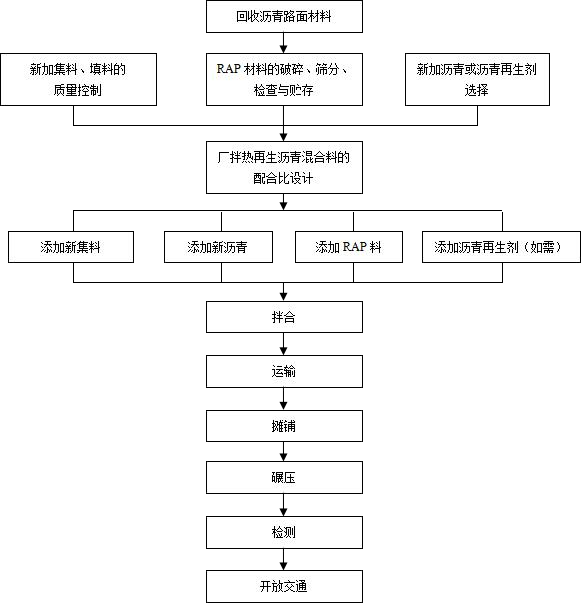 回收沥青路面材料
新加集料、填料的
质量控制
RAP 材料的破碎、筛分、
检查与贮存
新加沥青或沥青再生剂
选择
厂拌热再生沥青混合料的
配合比设计
添加新集料
添加新沥青
添加 RAP 料
添加沥青再生剂（如需）
拌合
运输
摊铺
碾压
检测
开放交通